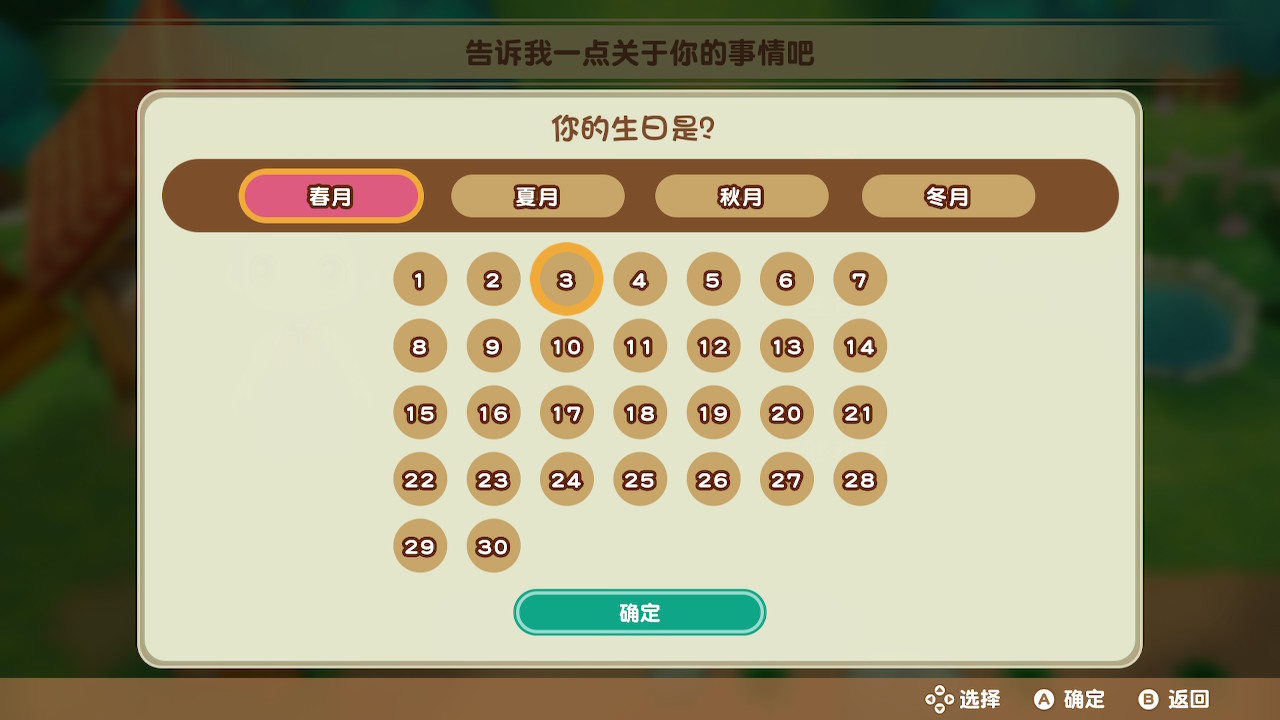 告诉我一点关于你的事情吧
你的生日是?
春月 夏月 秋月 冬月
1 2 3 4 5 6 7
8 9 10 11 12 13 14
15 16 17 18 19 20 21
22 23 24 25 26 27 28
29 30
确定
选择 A 确定 B 返回